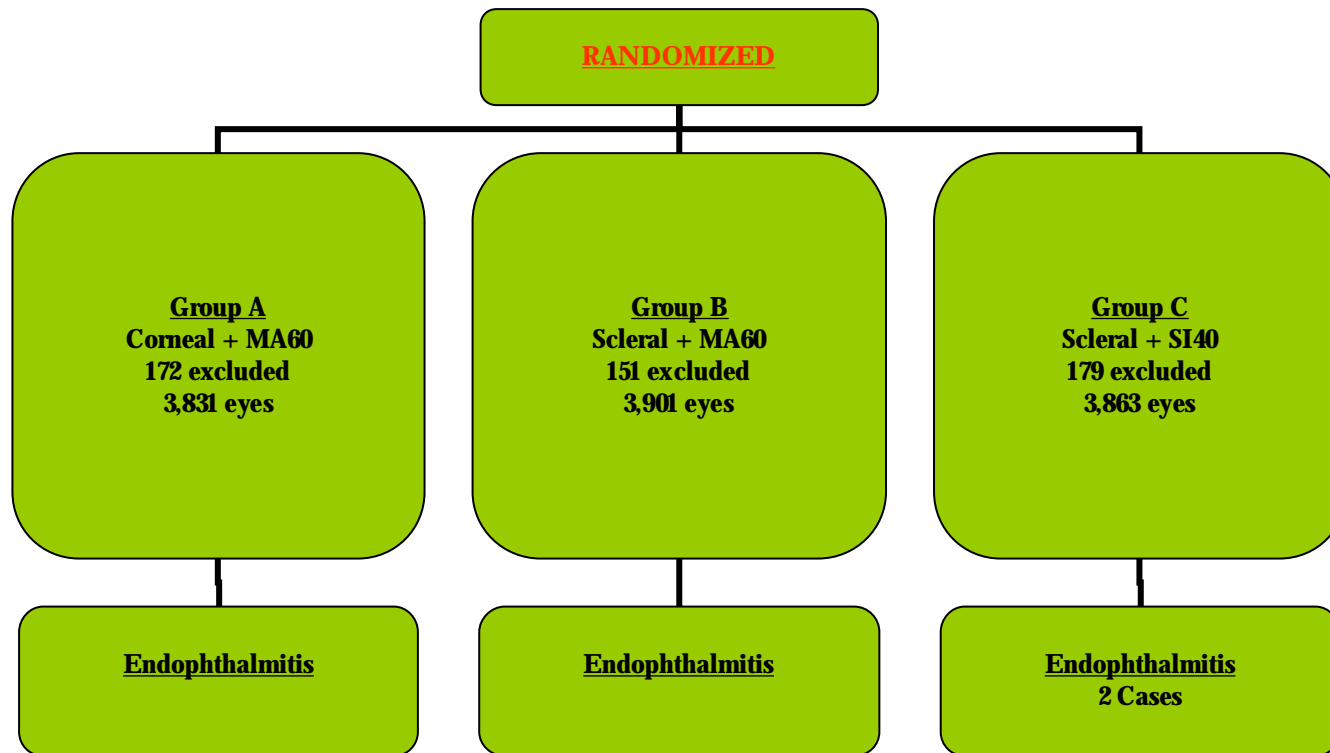 RANDOMIZED
Group A
Corneal + MA60
172 excluded
3,831 eyes
Group B
Scleral + MA60
151 excluded
3,901 eyes
Group C
Scleral + SI40
179 excluded
3,863 eyes
Endophthalmitis
Endophthalmitis
Endophthalmitis
2 Cases